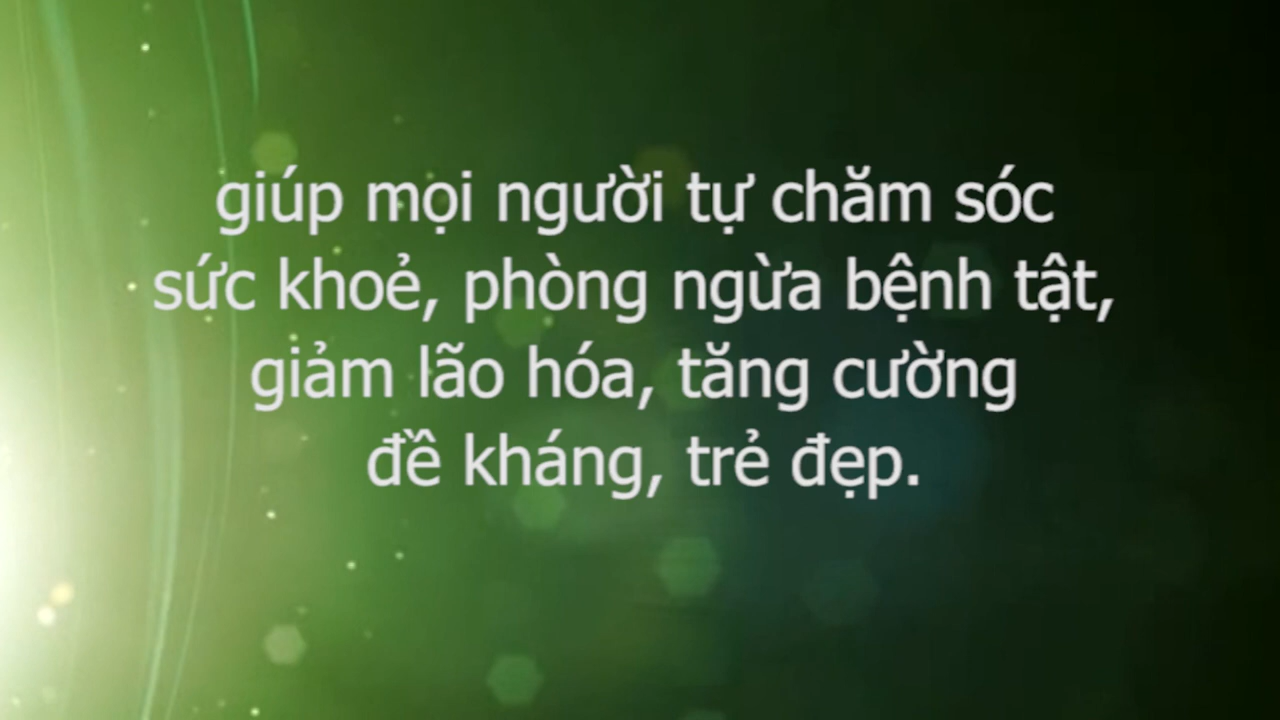 giúp mọi người tự chăm sóc
sức khoẻ, phòng ngừa bệnh tật,
giảm lão hóa, tăng cường
đề kháng, trẻ đẹp.